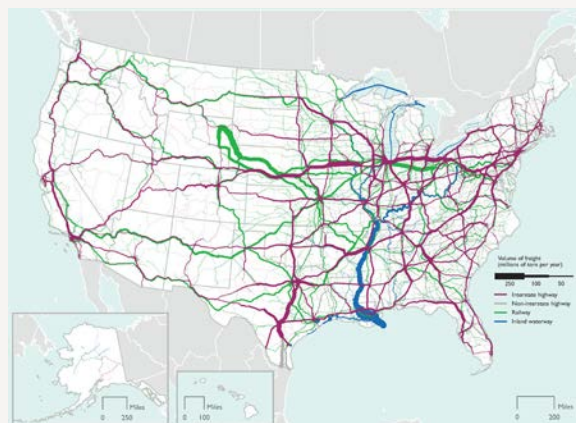 Volume of freight
(millions of tons per year)
250 100 50
Interstate highway
Non-interstate highway
Railway
Inland waterway
Miles
0 250
Miles
0 100
Miles
0 200